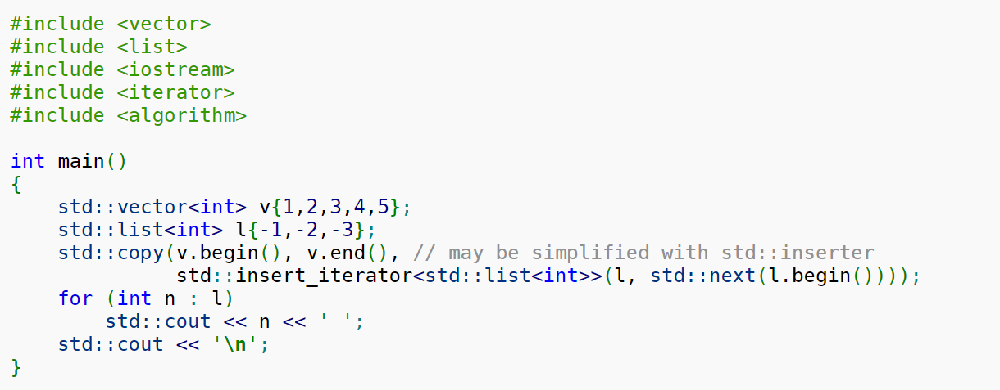 #include <vector>
#include <list>
#include <iostream>
#include <iterator>
#include <algorithm>

int main()
{
    std::vector<int> v{1,2,3,4,5};
    std::list<int> l{-1,-2,-3};
    std::copy(v.begin(), v.end(), // may be simplified with std::inserter
              std::insert_iterator<std::list<int>>(l, std::next(l.begin())));
    for (int n : l)
        std::cout << n << ' ';
    std::cout << '\n';
}